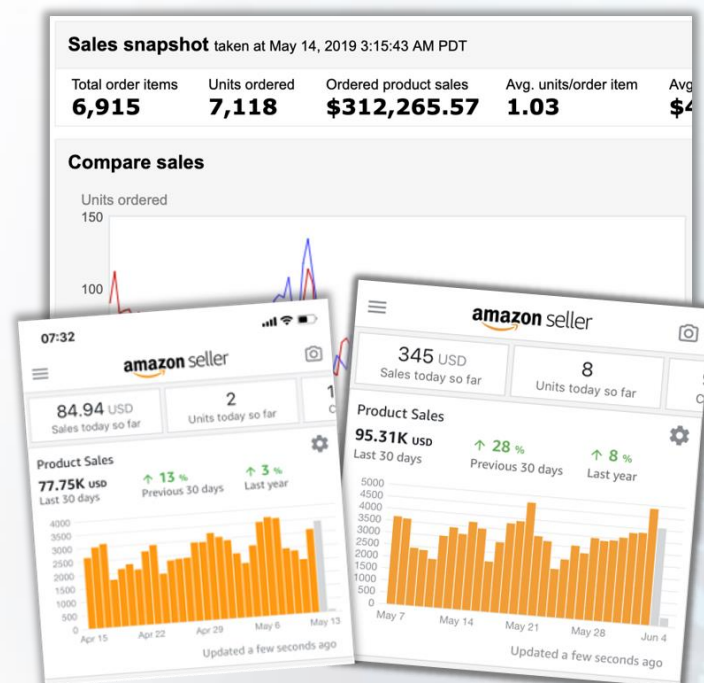 Sales snapshot taken at May 14, 2019 3:15:43 AM PDT
Total order items Units ordered Ordered product sales Avg. units/order item Avg
6,915 7,118 $312,265.57 1.03 $4
Compare sales
Units ordered
150
100
07:32
amazon seller
84.94 USD
Sales today so far
2
Units today so far
1
C
Product Sales
77.75K USD
Last 30 days
↑ 13 %
Previous 30 days
↑ 3 %
Last year
4000
3500
3000
2500
2000
1500
1000
500
0
Apr 15 Apr 22 Apr 29 May 6 May 13
Updated a few seconds ago
amazon seller
345 USD
Sales today so far
8
Units today so far
C
Product Sales
95.31K USD
Last 30 days
↑ 28 %
Previous 30 days
↑ 8 %
Last year
5000
4500
4000
3500
3000
2500
2000
1500
1000
500
0
May 7 May 14 May 21 May 28 Jun 4
Updated a few seconds ago